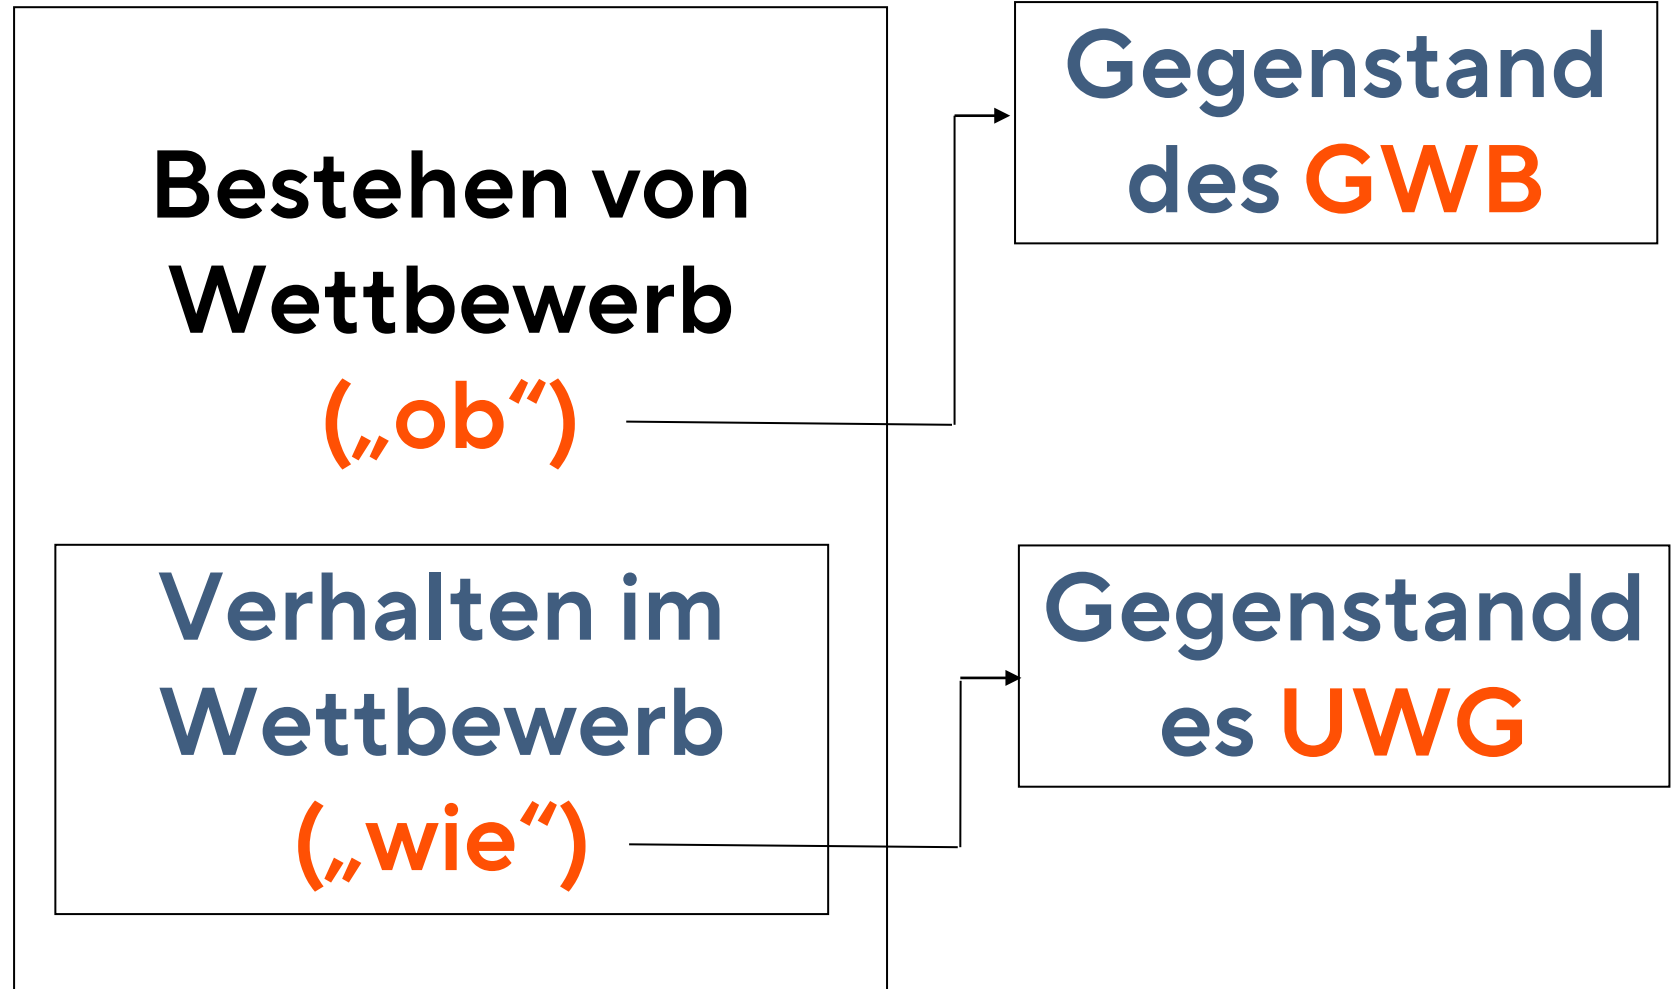 Bestehen von
Wettbewerb
(„ob“)
Gegenstand
des GWB
Verhalten im
Wettbewerb
(„wie“)
Gegenstandd
es UWG